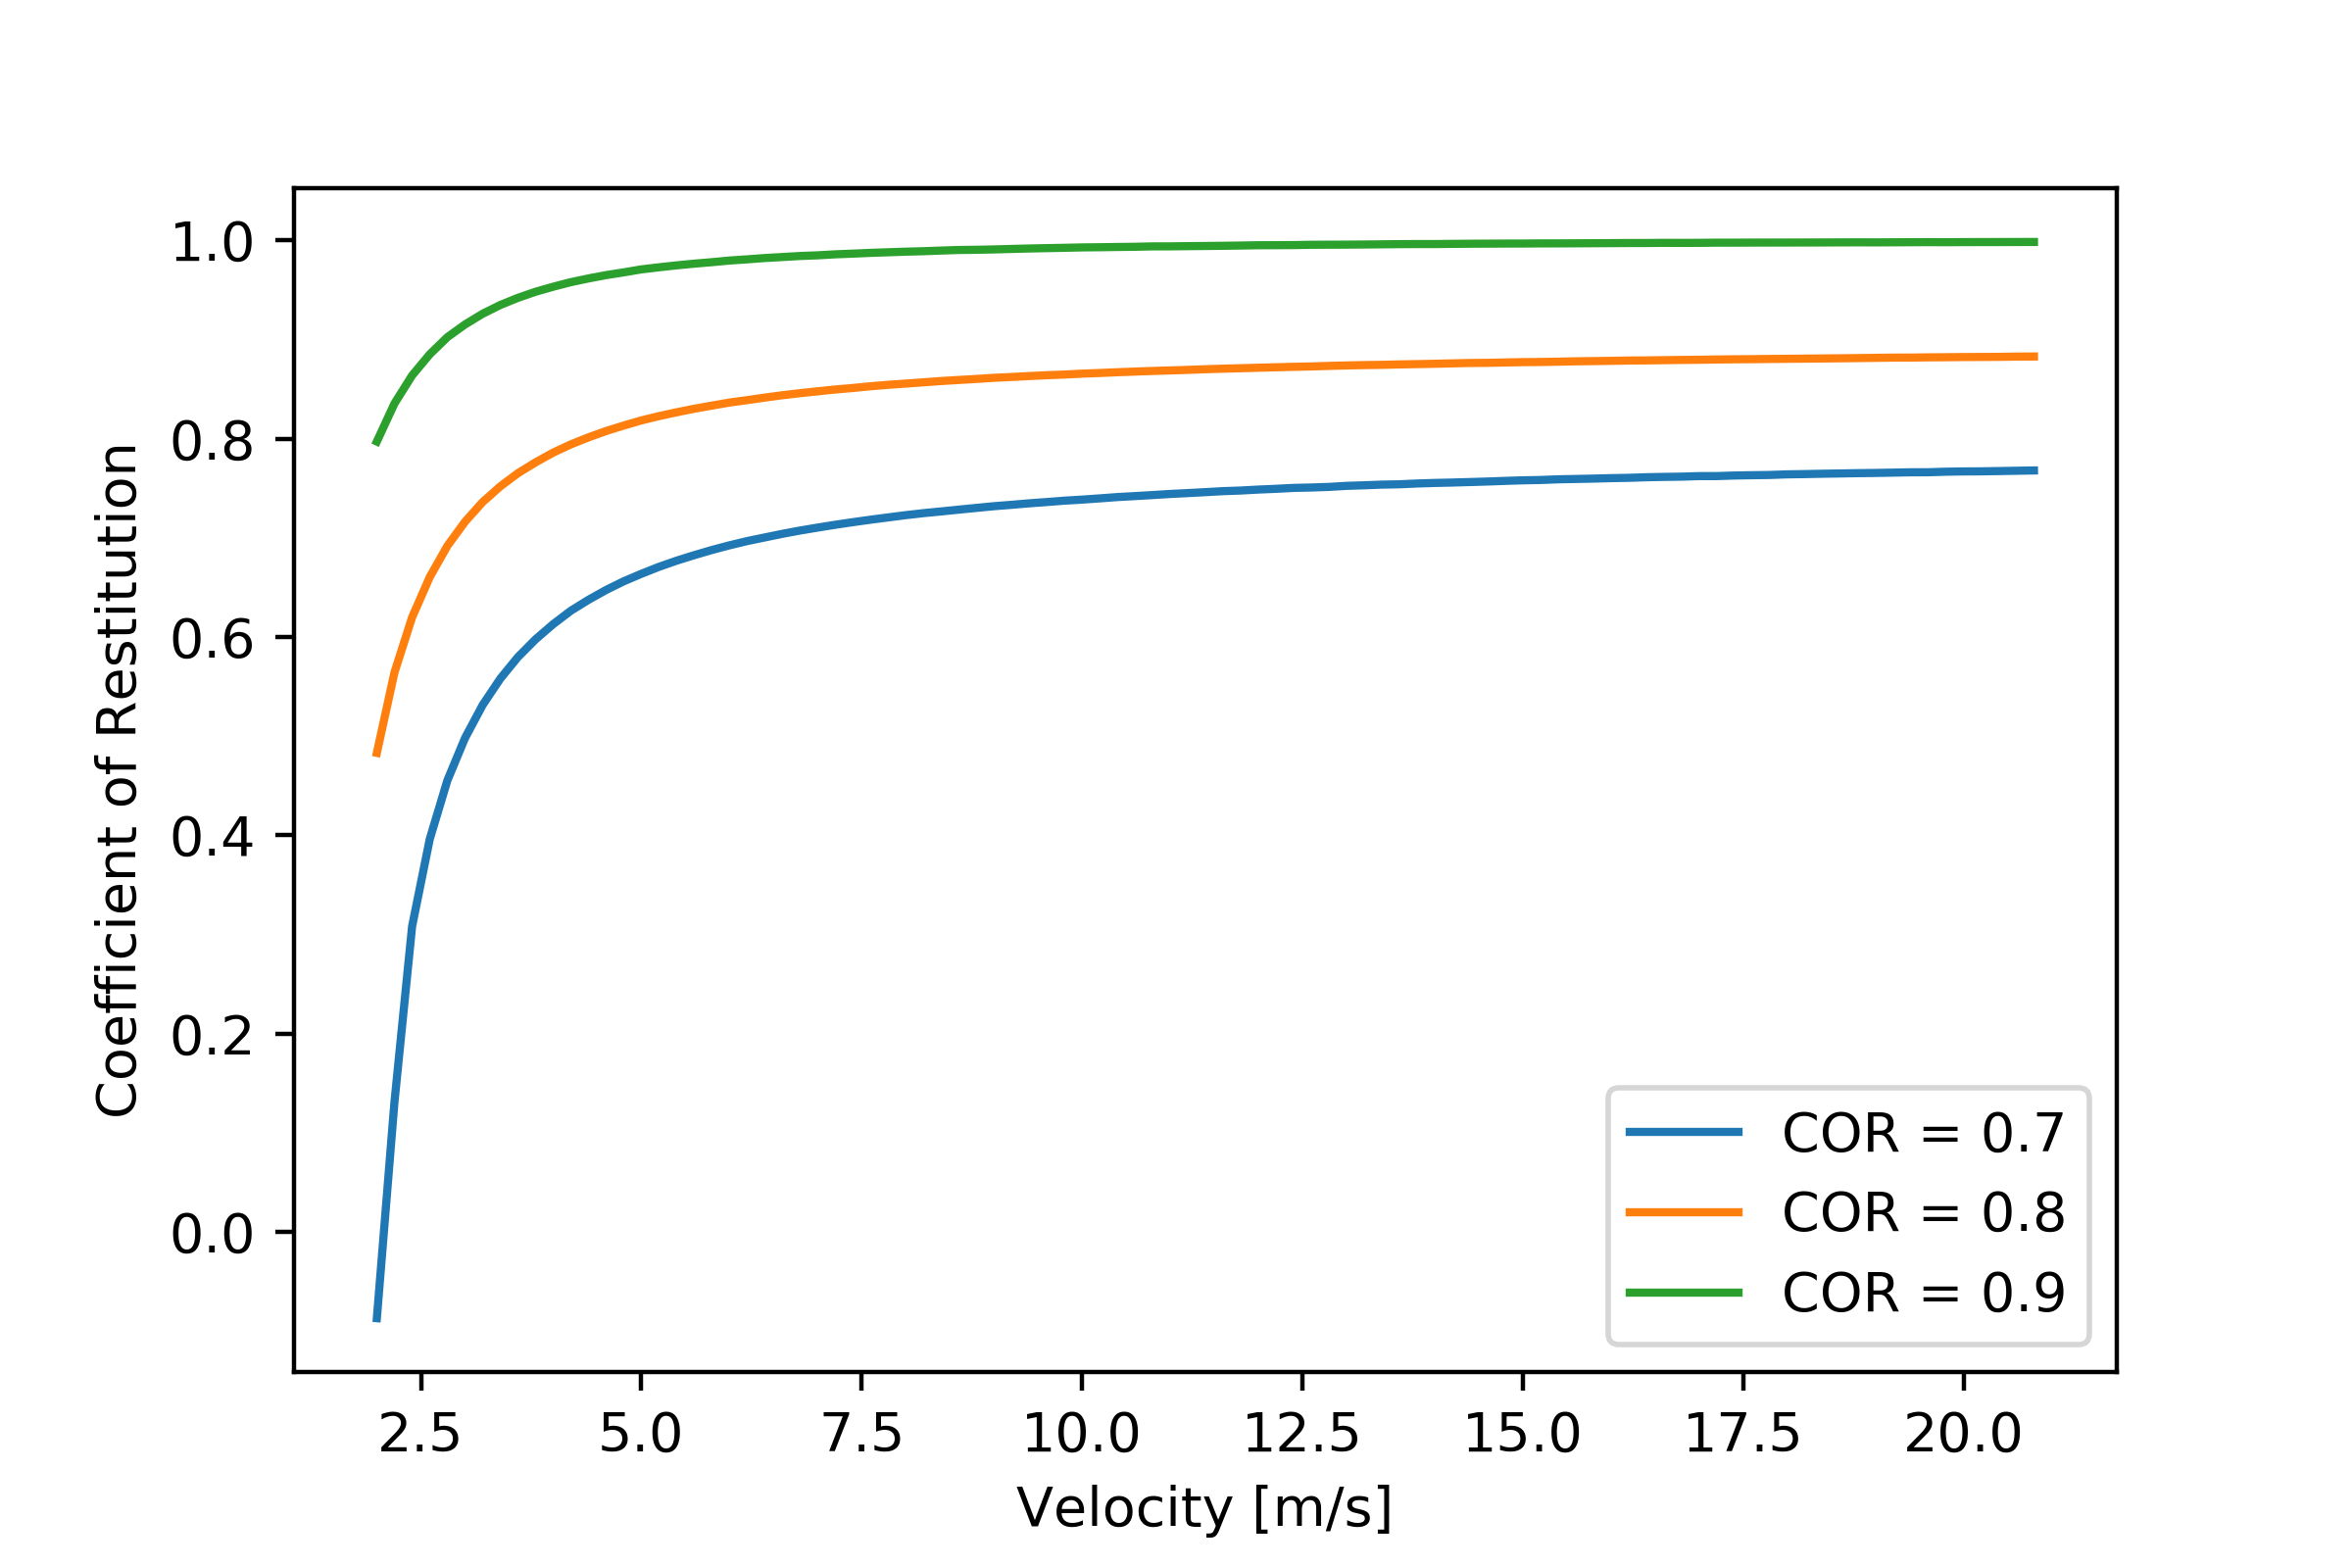 1.0
0.8
0.6
0.4
0.2
0.0
Coefficient of Restitution
COR = 0.7
COR = 0.8
COR = 0.9
2.5 5.0 7.5 10.0 12.5 15.0 17.5 20.0
Velocity [m/s]